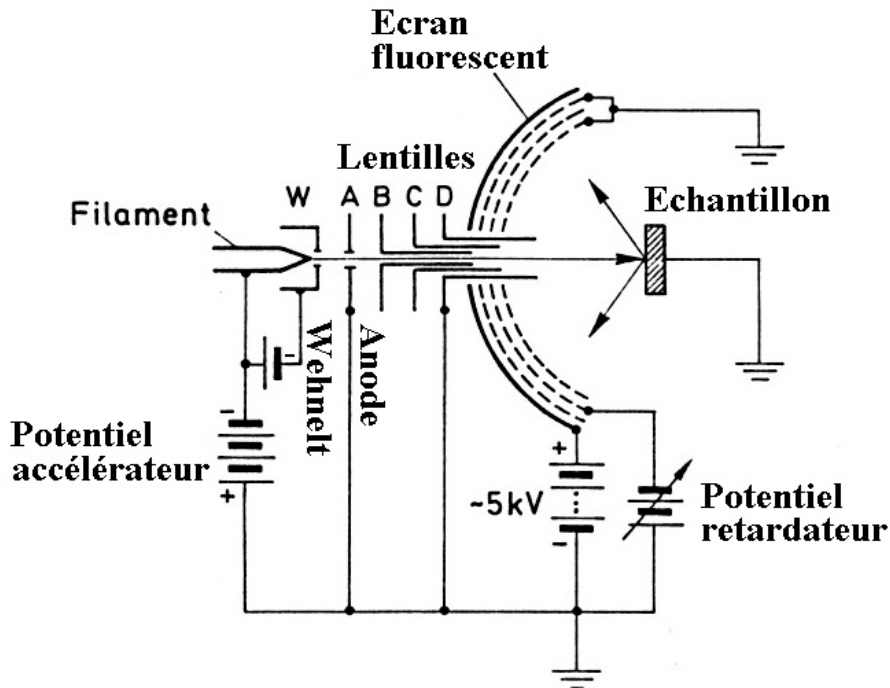 Ecran
fluorescent
Lentilles
W A B C D
Filament
Echantillon
Wehnelt
Anode
-
-
+
Potentiel
accélérateur
+
~5kV
-
Potentiel
retardateur